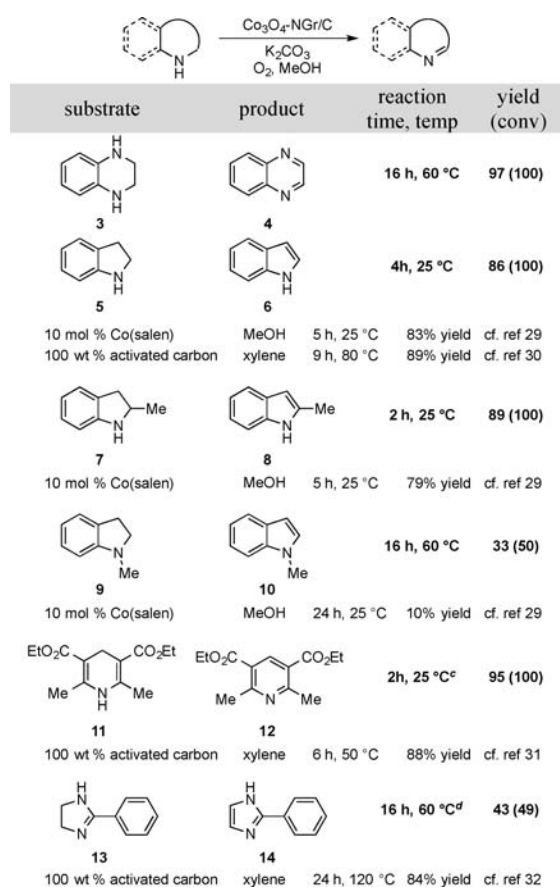 Co₃O₄-NGr/C
K₂CO₃
O₂, MeOH
N
H
N
substrate product reaction time, temp yield (conv)
H
N
N
H
3
N
N
4
16 h, 60 ºC 97 (100)
N
H
5
N
H
6
4h, 25 ºC 86 (100)
10 mol % Co(salen) MeOH 5 h, 25 °C 83% yield cf. ref 29
100 wt % activated carbon xylene 9 h, 80 °C 89% yield cf. ref 30
Me
N
H
7
Me
N
H
8
2 h, 25 ºC 89 (100)
10 mol % Co(salen) MeOH 5 h, 25 °C 79% yield cf. ref 29
N
Me
9
N
Me
10
16 h, 60 ºC 33 (50)
10 mol % Co(salen) MeOH 24 h, 25 °C 10% yield cf. ref 29
EtO₂C CO₂Et
Me N Me
H
11
EtO₂C CO₂Et
Me N Me
12
2h, 25 ºCᶜ 95 (100)
100 wt % activated carbon xylene 6 h, 50 °C 88% yield cf. ref 31
H
N
N
13
H
N
N
14
16 h, 60 ºCᵈ 43 (49)
100 wt % activated carbon xylene 24 h, 120 °C 84% yield cf. ref 32